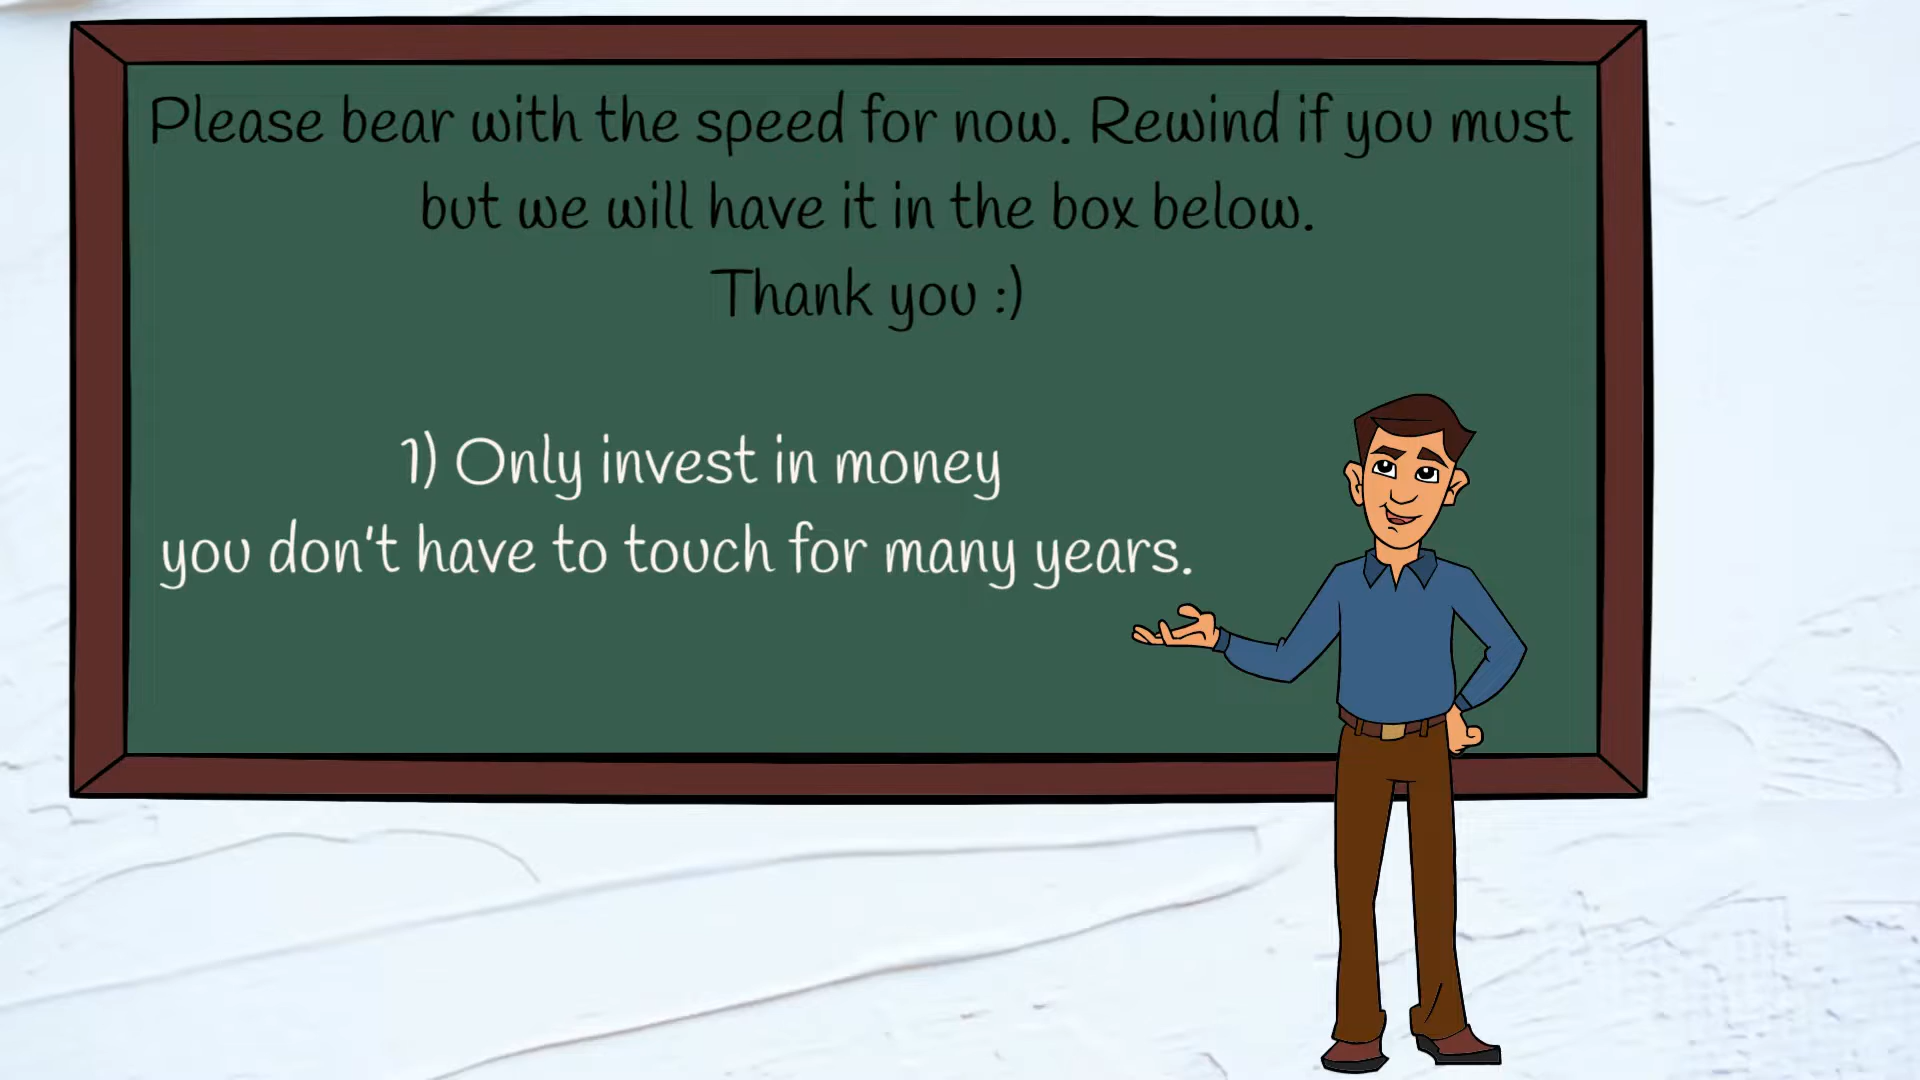 Please bear with the speed for now. Rewind if you must
but we will have it in the box below.
Thank you :)
1) Only invest in money
you don't have to touch for many years.